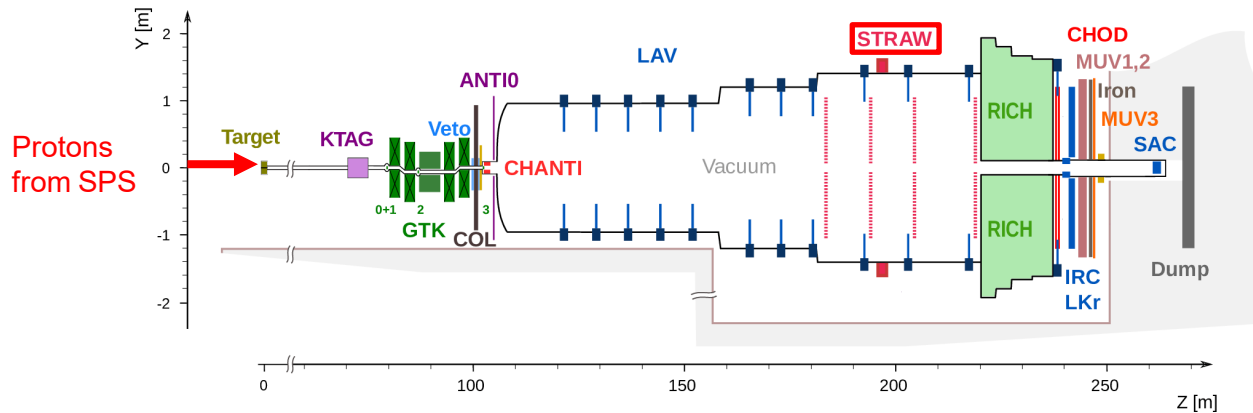 Y [m]
2
1
0
-1
-2
Protons
from SPS
Target
KTAG
0+1
2
3
GTK
Veto
COL
ANTI0
CHANTI
LAV
Vacuum
STRAW
RICH
RICH
CHOD
MUV1,2
Iron
MUV3
SAC
IRC
LKr
Dump
0
100
150
200
250
Z [m]